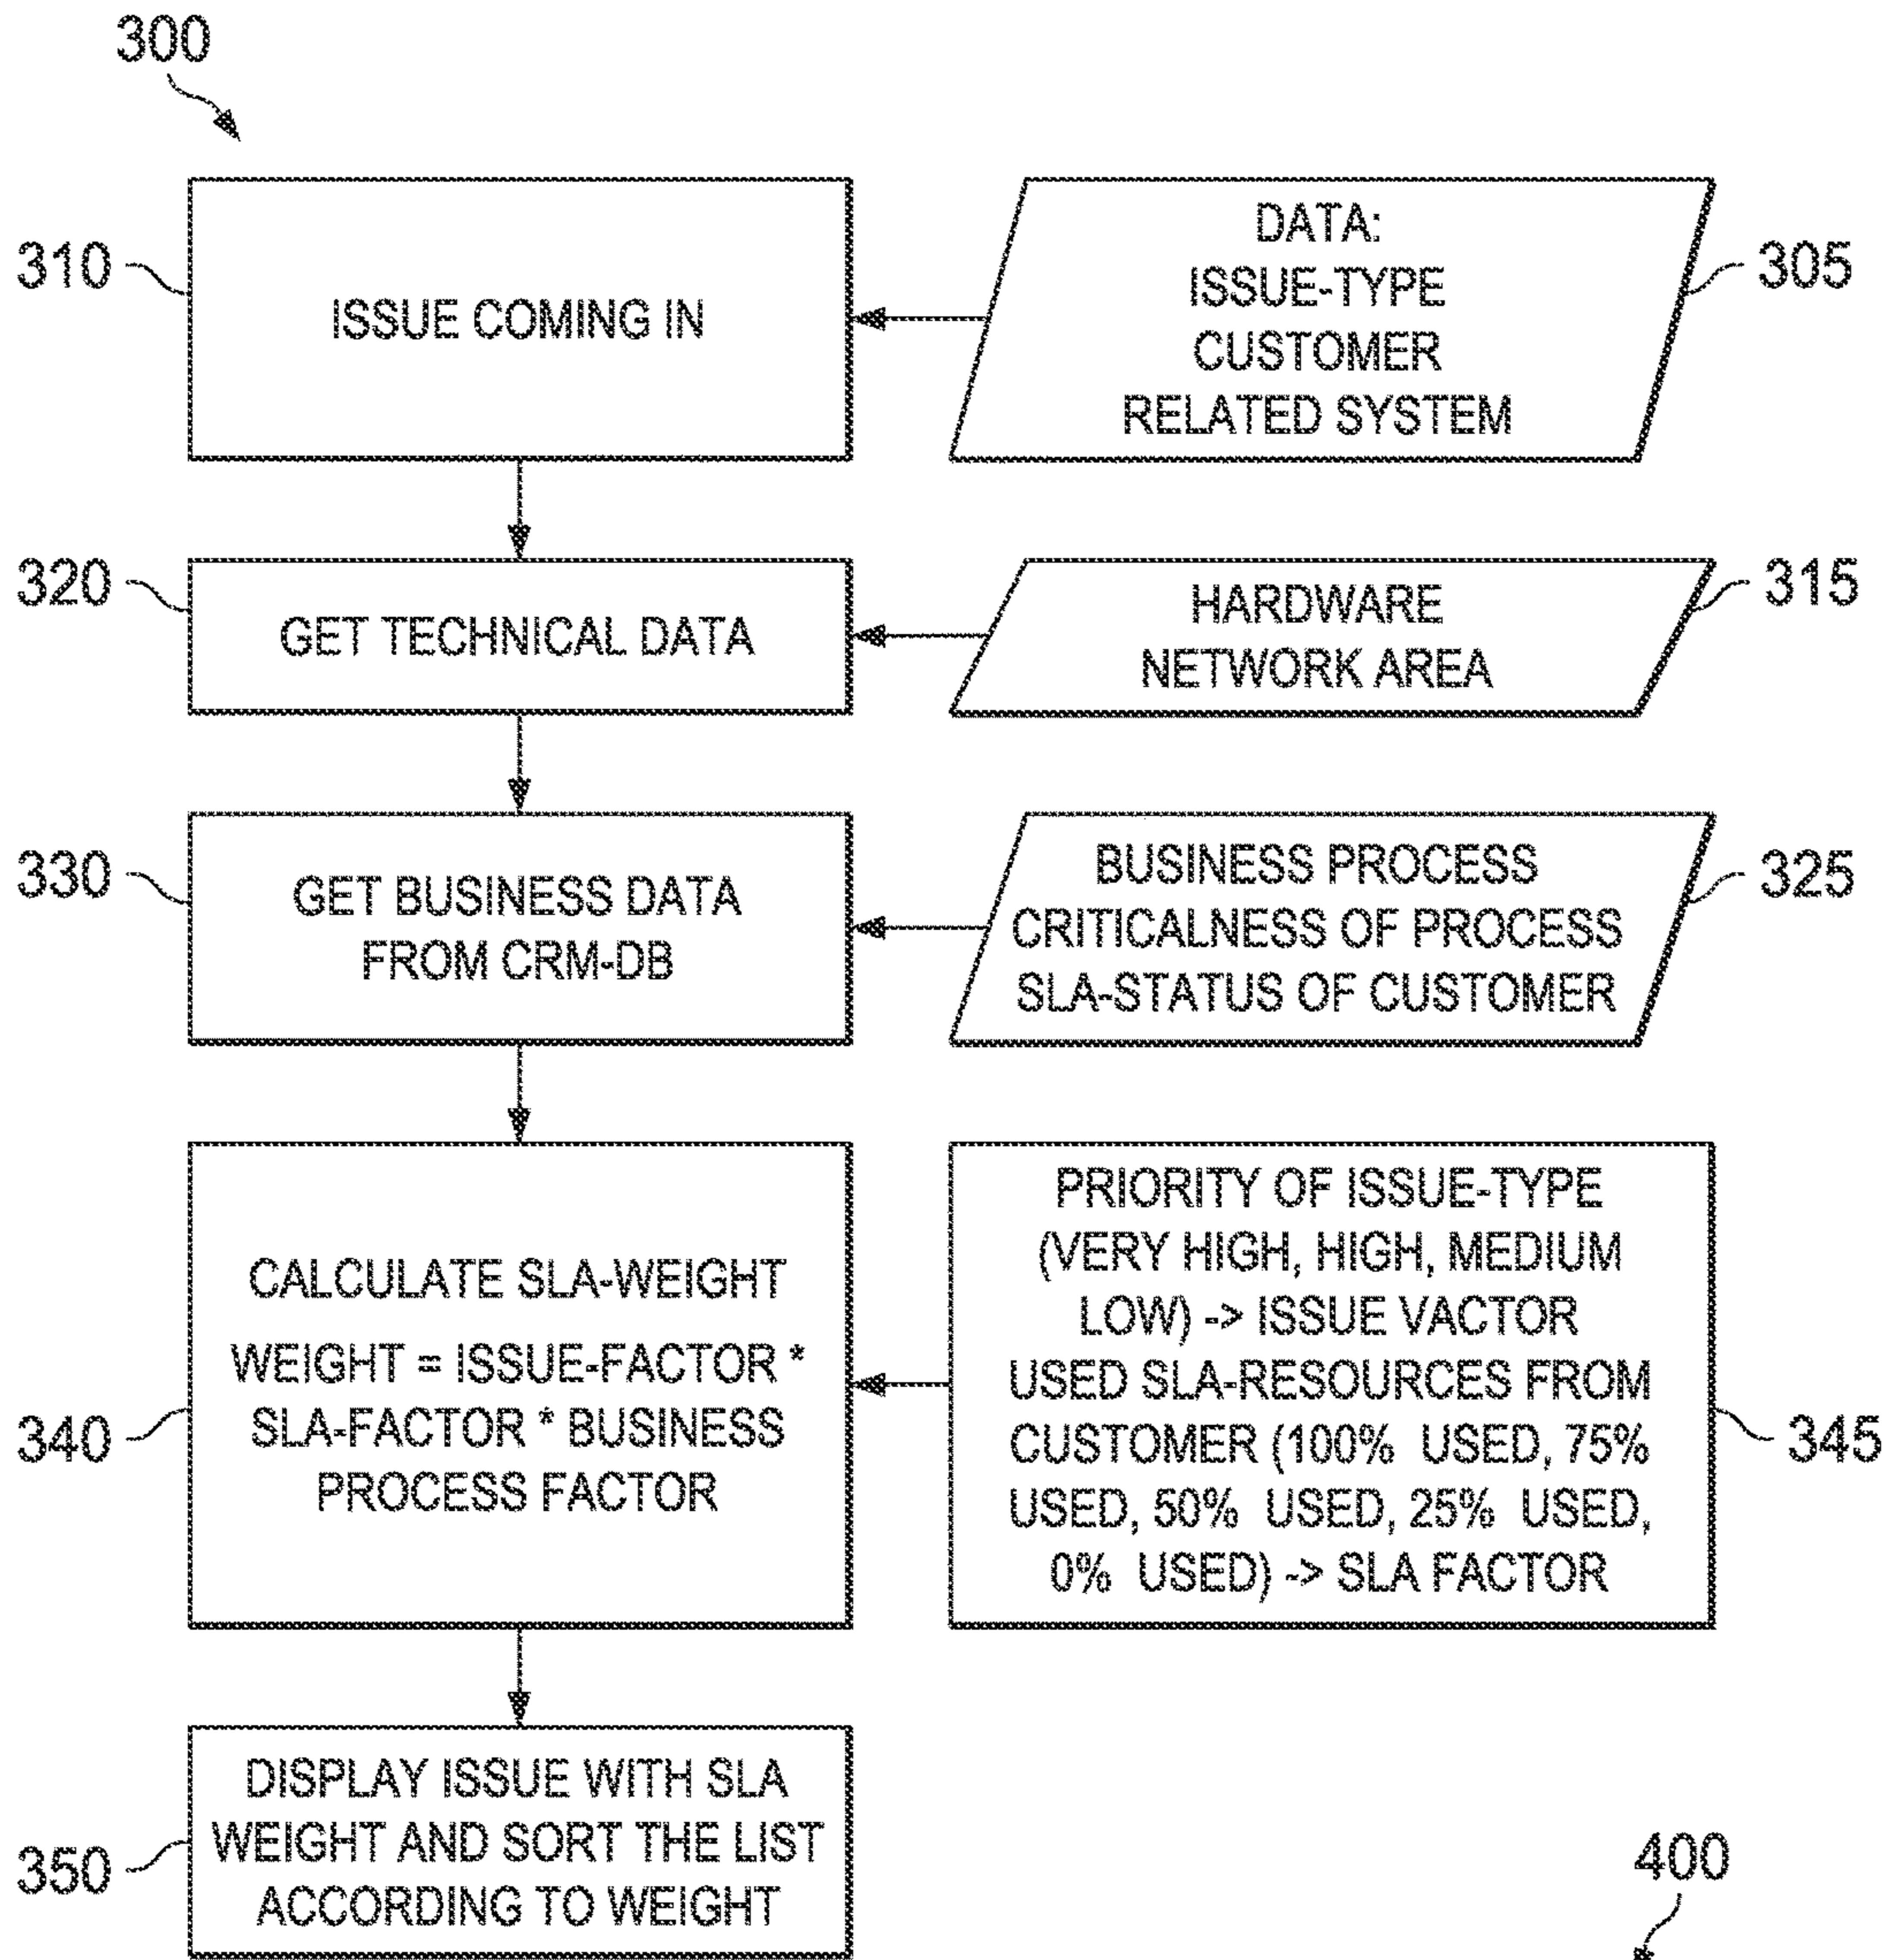 300
310
ISSUE COMING IN
DATA:
ISSUE-TYPE
CUSTOMER
RELATED SYSTEM
305
320
GET TECHNICAL DATA
HARDWARE
NETWORK AREA
315
330
GET BUSINESS DATA
FROM CRM-DB
BUSINESS PROCESS
CRITICALNESS OF PROCESS
SLA-STATUS OF CUSTOMER
325
340
CALCULATE SLA-WEIGHT
WEIGHT = ISSUE-FACTOR *
SLA-FACTOR * BUSINESS
PROCESS FACTOR
PRIORITY OF ISSUE-TYPE
(VERY HIGH, HIGH, MEDIUM
LOW) -> ISSUE VACTOR
USED SLA-RESOURCES FROM
CUSTOMER (100% USED, 75%
USED, 50% USED, 25% USED,
0% USED) -> SLA FACTOR
345
350
DISPLAY ISSUE WITH SLA
WEIGHT AND SORT THE LIST
ACCORDING TO WEIGHT
400